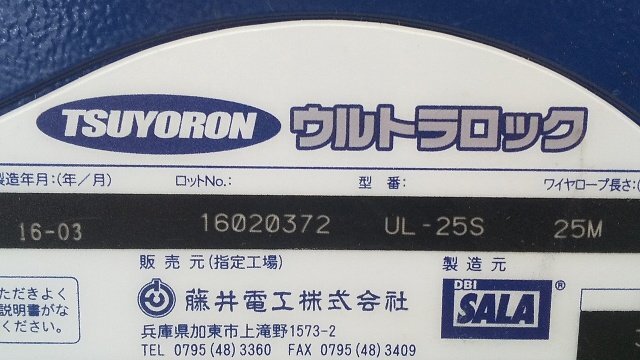 TSUYORON ウルトラロック
製造年月:(年/月) ロットNo.: 型番: ワイヤロープ長さ:(
16-03 16020372 UL-25S 25M
販売元(指定工場) 製造元
藤井電工株式会社 DBI SALA ®
兵庫県加東市上滝野1573-2
TEL 0795(48)3360 FAX 0795(48)3409
ただきよく
説明書がな
ください。